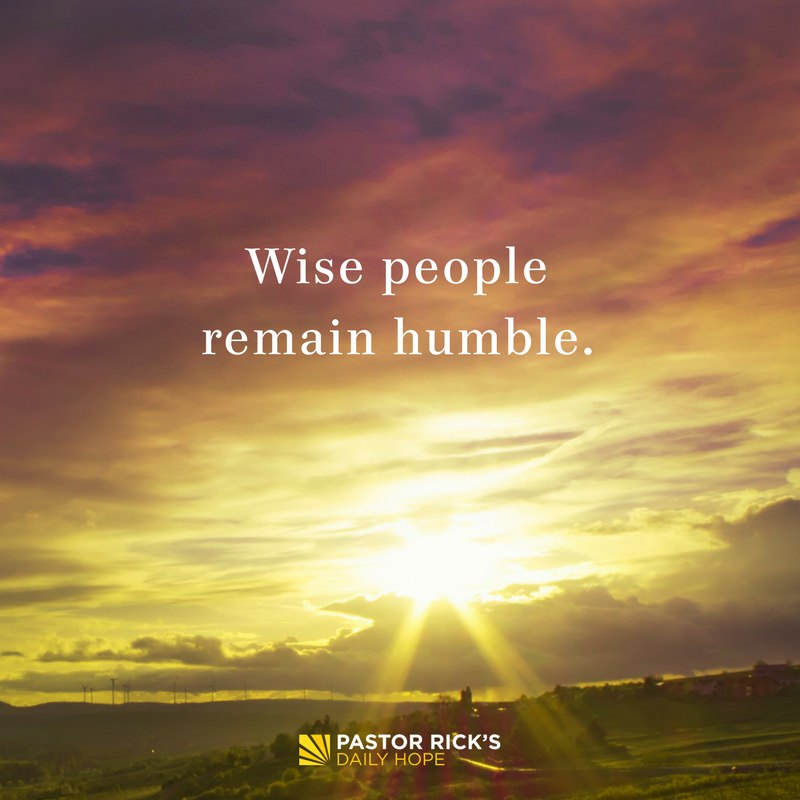 Wise people
remain humble.
PASTOR RICK'S
DAILY HOPE